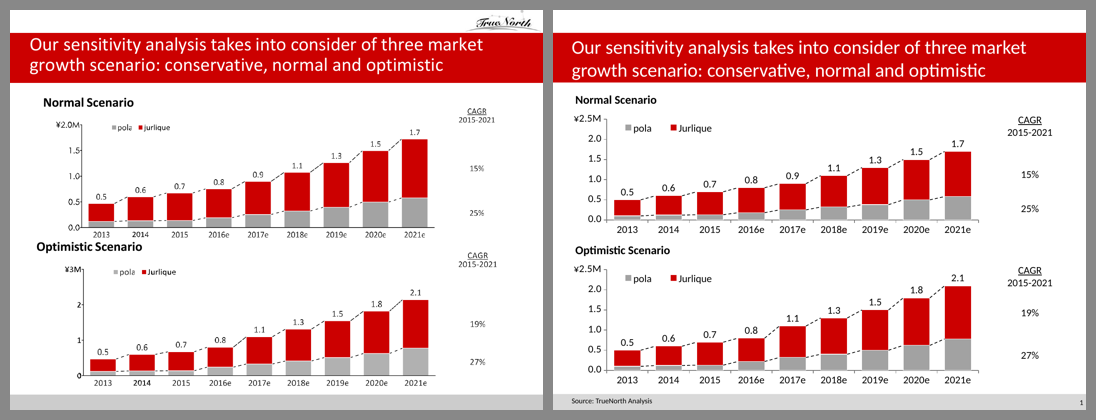 True North
Our sensitivity analysis takes into consider of three market
growth scenario: conservative, normal and optimistic
Normal Scenario
CAGR
2015-2021
¥2.0M
pola Jurlique
1.5
1.0
0.5
0.0
0.5 0.6 0.7 0.8 0.9 1.1 1.3 1.5 1.7
15%
25%
2013 2014 2015 2016e 2017e 2018e 2019e 2020e 2021e
Optimistic Scenario
CAGR
2015-2021
¥3M
pola Jurlique
2
1
0
0.5 0.6 0.7 0.8 1.1 1.3 1.5 1.8 2.1
19%
27%
2013 2014 2015 2016e 2017e 2018e 2019e 2020e 2021e
Our sensitivity analysis takes into consider of three market
growth scenario: conservative, normal and optimistic
Normal Scenario
¥2.5M
pola Jurlique
CAGR
2015-2021
2.0
1.5
1.0
0.5
0.0
0.5 0.6 0.7 0.8 0.9 1.1 1.3 1.5 1.7
15%
25%
2013 2014 2015 2016e 2017e 2018e 2019e 2020e 2021e
Optimistic Scenario
¥2.5M
pola Jurlique
CAGR
2015-2021
2.0
1.5
1.0
0.5
0.0
0.5 0.6 0.7 0.8 1.1 1.3 1.5 1.8 2.1
19%
27%
2013 2014 2015 2016e 2017e 2018e 2019e 2020e 2021e
Source: TrueNorth Analysis
1